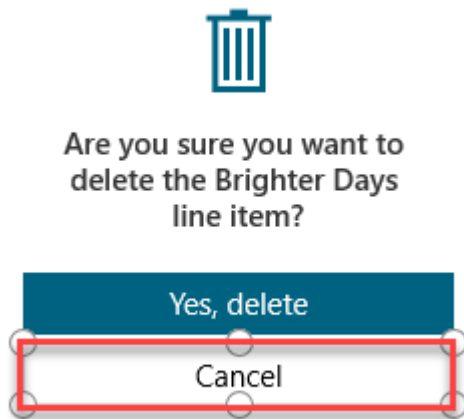 Are you sure you want to
delete the Brighter Days
line item?
Yes, delete
Cancel